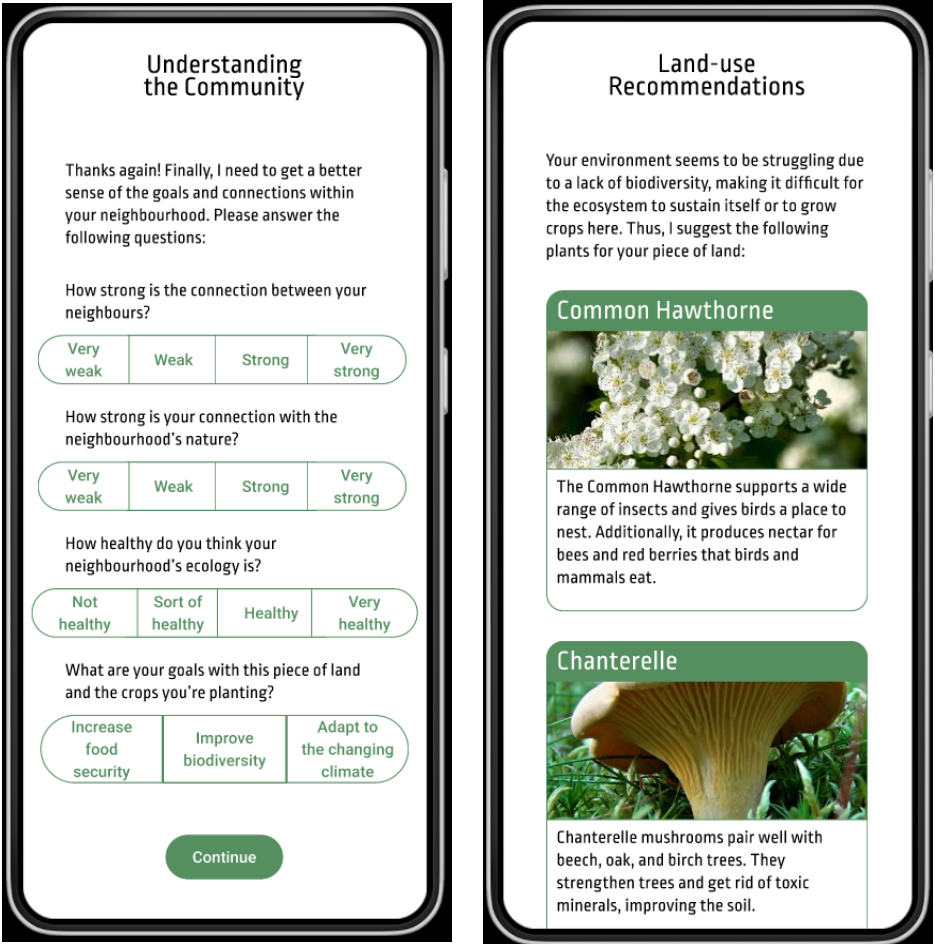 Understanding
the Community
Thanks again! Finally, I need to get a better
sense of the goals and connections within
your neighbourhood. Please answer the
following questions:
How strong is the connection between your
neighbours?
Very
weak
Weak
Strong
Very
strong
How strong is your connection with the
neighbourhood's nature?
Very
weak
Weak
Strong
Very
strong
How healthy do you think your
neighbourhood's ecology is?
Not
healthy
Sort of
healthy
Healthy
Very
healthy
What are your goals with this piece of land
and the crops you're planting?
Increase
food
security
Improve
biodiversity
Adapt to
the changing
climate
Continue
Land-use
Recommendations
Your environment seems to be struggling due
to a lack of biodiversity, making it difficult for
the ecosystem to sustain itself or to grow
crops here. Thus, I suggest the following
plants for your piece of land:
Common Hawthorne
The Common Hawthorne supports a wide
range of insects and gives birds a place to
nest. Additionally, it produces nectar for
bees and red berries that birds and
mammals eat.
Chanterelle
Chanterelle mushrooms pair well with
beech, oak, and birch trees. They
strengthen trees and get rid of toxic
minerals, improving the soil.